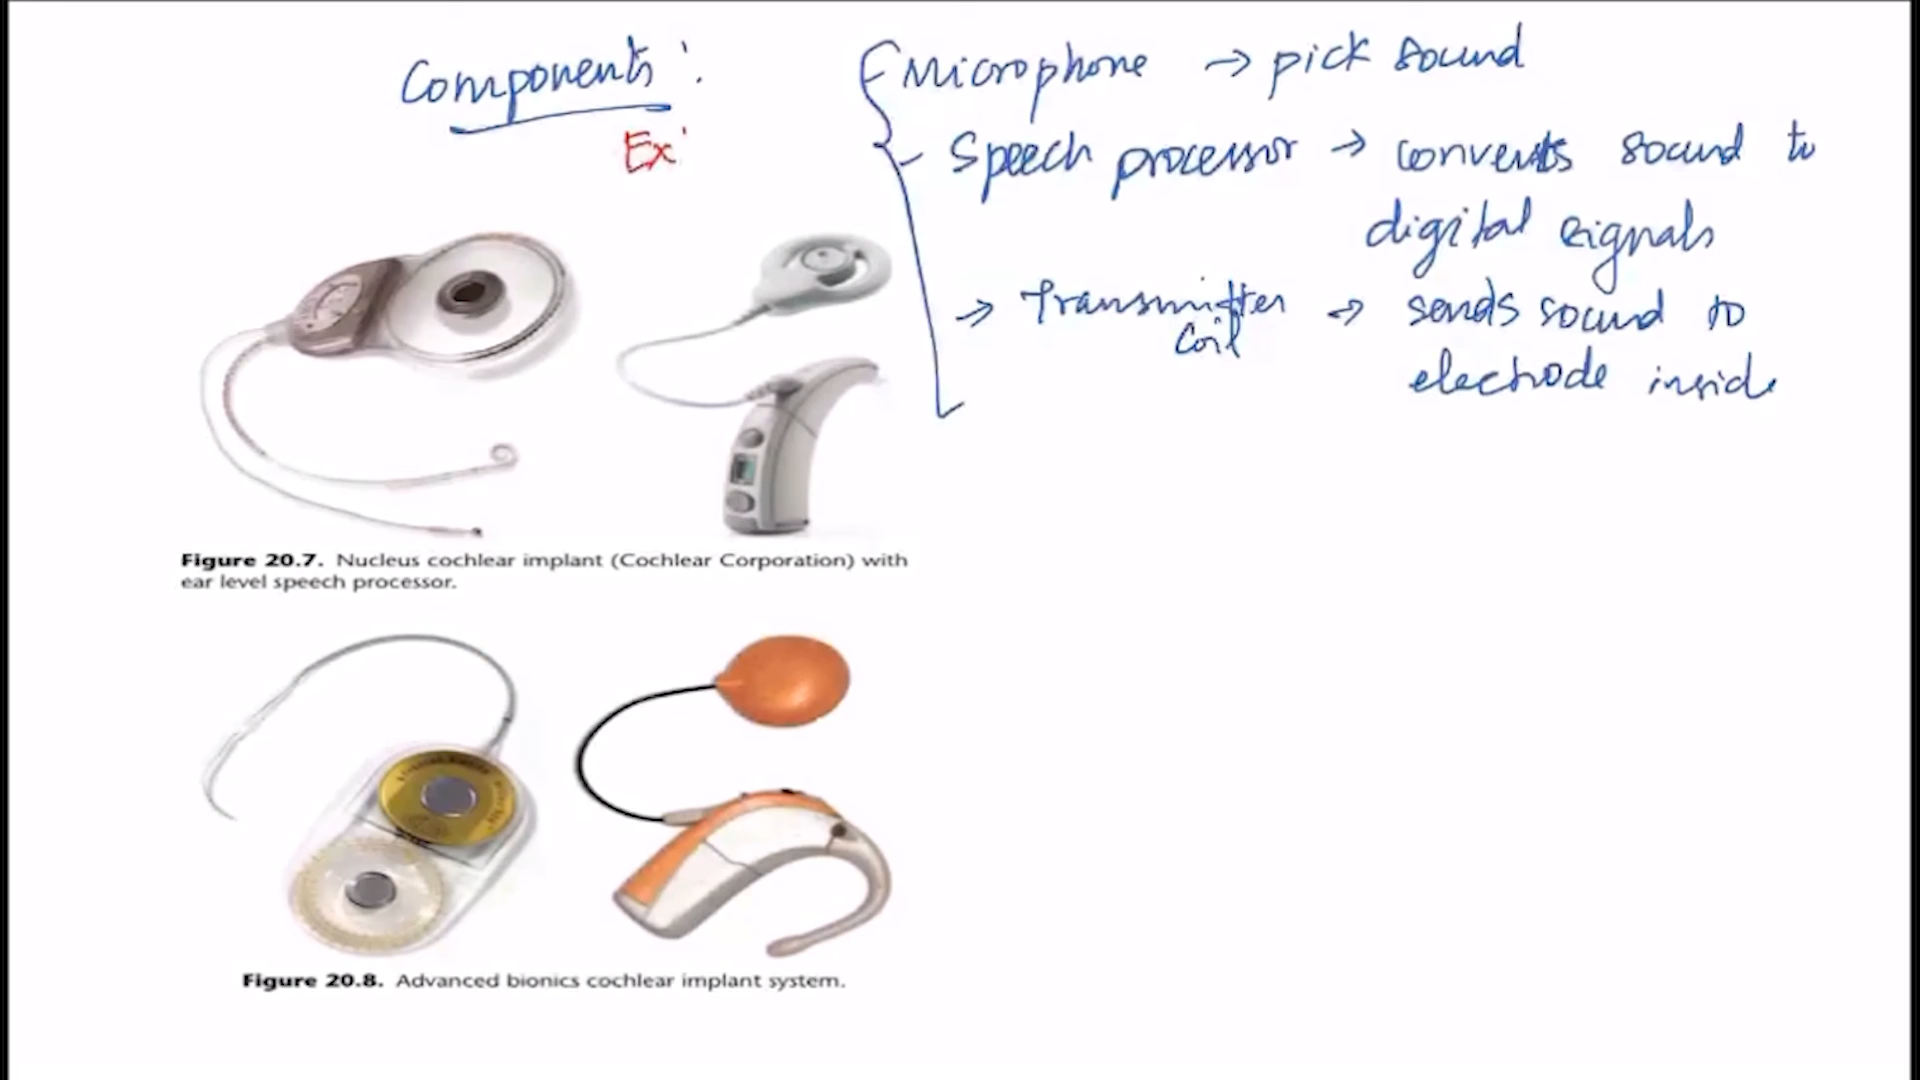 Components :
Ex'
Microphone → pick sound
- Speech processor → converts sound to
digital signals
→ Transmitter → sends sound to
coil
electrode inside
Figure 20.7. Nucleus cochlear implant (Cochlear Corporation) with
ear level speech processor.
Figure 20.8. Advanced bionics cochlear implant system.